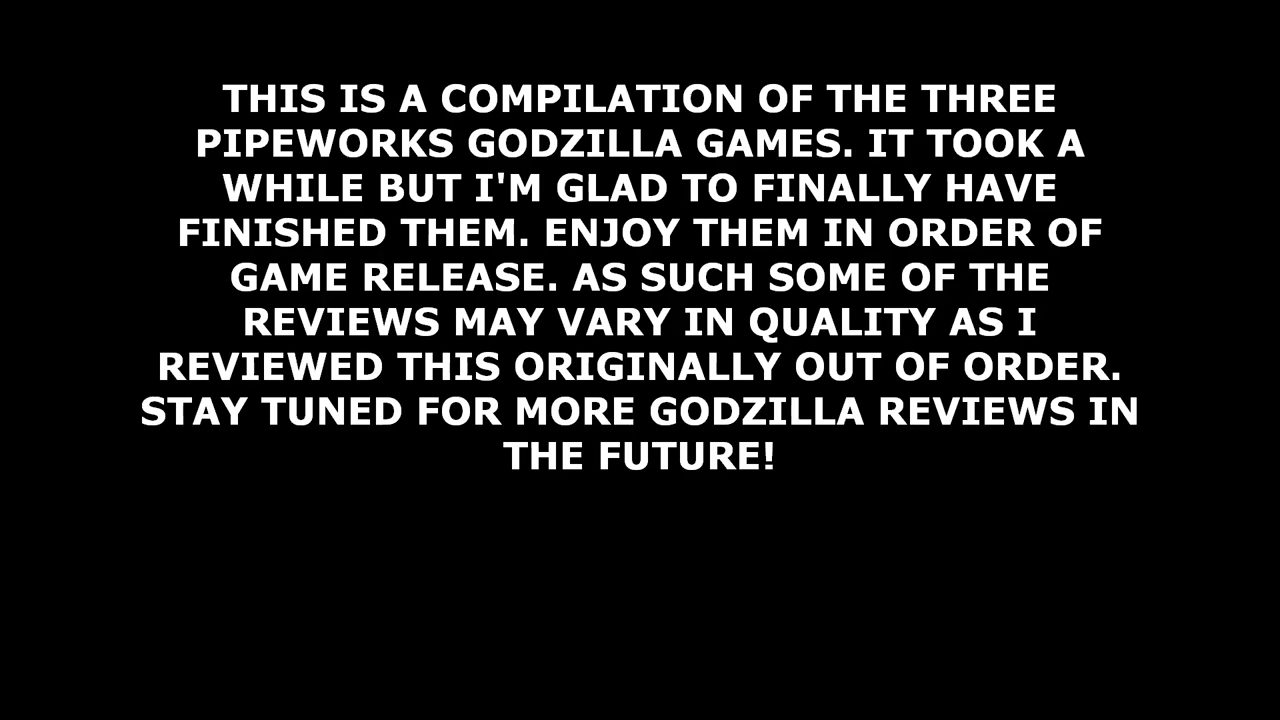 THIS IS A COMPILATION OF THE THREE
PIPEWORKS GODZILLA GAMES. IT TOOK A
WHILE BUT I'M GLAD TO FINALLY HAVE
FINISHED THEM. ENJOY THEM IN ORDER OF
GAME RELEASE. AS SUCH SOME OF THE
REVIEWS MAY VARY IN QUALITY AS I
REVIEWED THIS ORIGINALLY OUT OF ORDER.
STAY TUNED FOR MORE GODZILLA REVIEWS IN
THE FUTURE!